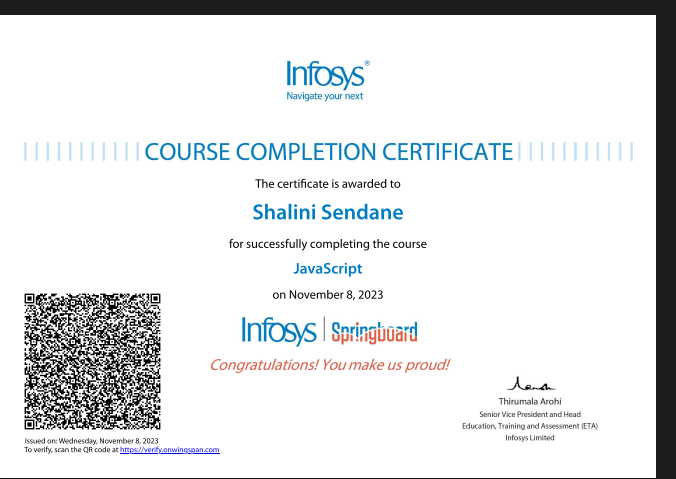 Infosys®
Navigate your next
COURSE COMPLETION CERTIFICATE
The certificate is awarded to
Shalini Sendane
for successfully completing the course
JavaScript
on November 8, 2023
Infosys | Springboard
Congratulations! You make us proud!
Thirumala Arohi
Senior Vice President and Head
Education, Training and Assessment (ETA)
Infosys Limited
Issued on: Wednesday, November 8, 2023
To verify, scan the QR code at https://verify.onwingspan.com